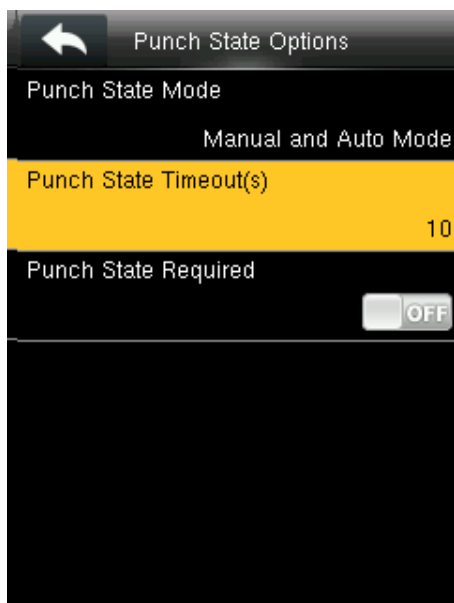 Punch State Options
Punch State Mode
Manual and Auto Mode
Punch State Timeout(s)
10
Punch State Required
OFF